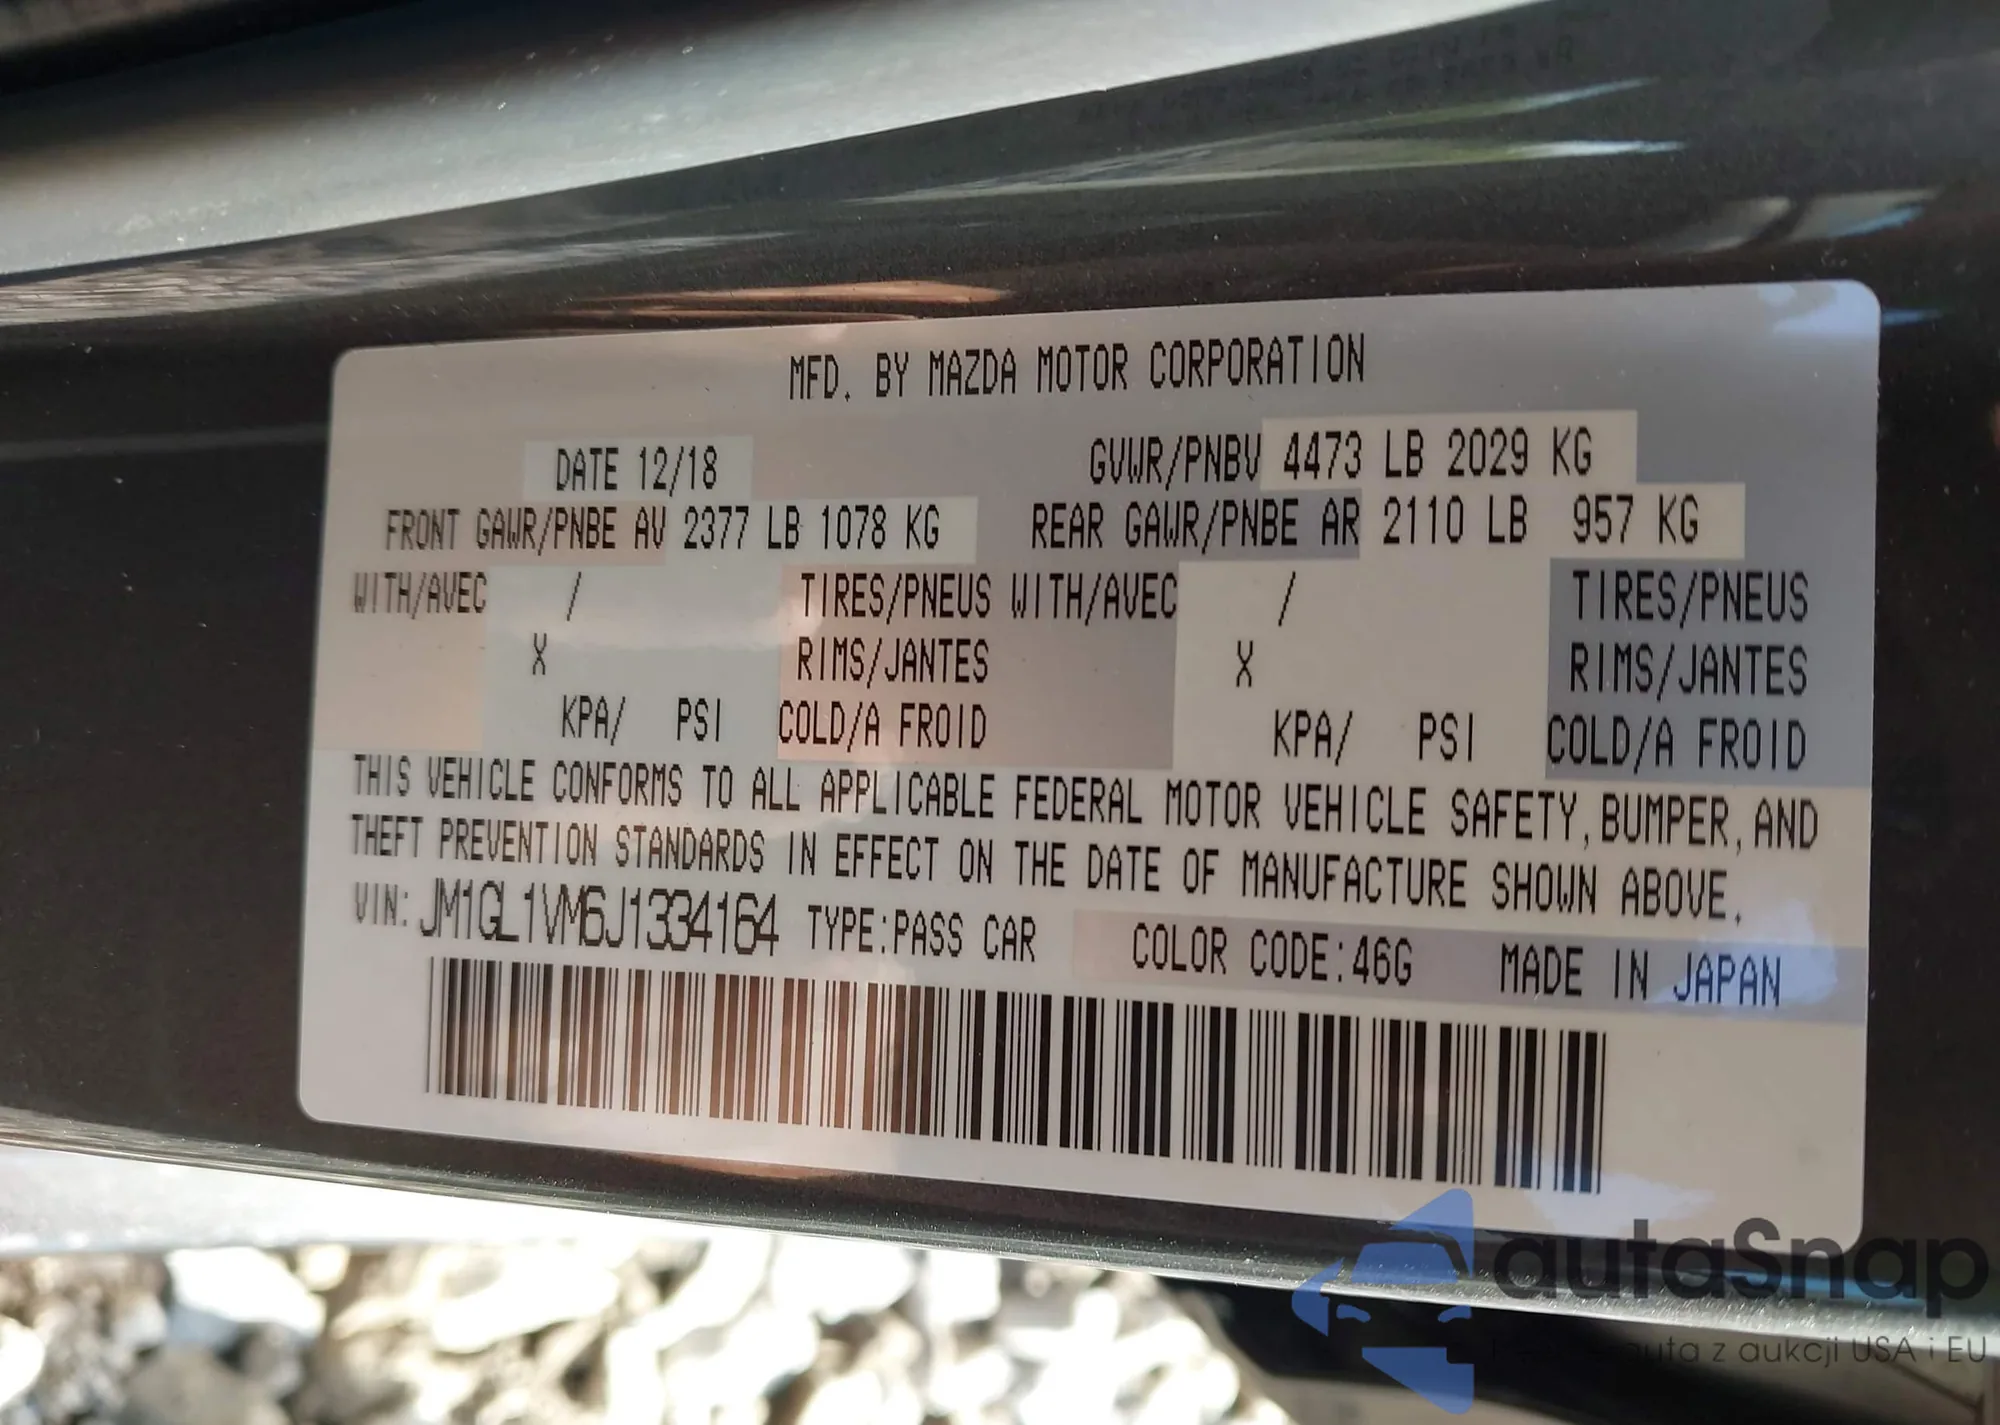 MFD. BY MAZDA MOTOR CORPORATION
DATE 12/18 GVWR/PNBV 4473 LB 2029 KG
FRONT GAWR/PNBE AV 2377 LB 1078 KG REAR GAWR/PNBE AR 2110 LB 957 KG
WITH/AVEC / TIRES/PNEUS WITH/AVEC / TIRES/PNEUS
X RIMS/JANTES X RIMS/JANTES
KPA/ PSI COLD/A FROID KPA/ PSI COLD/A FROID
THIS VEHICLE CONFORMS TO ALL APPLICABLE FEDERAL MOTOR VEHICLE SAFETY, BUMPER, AND
THEFT PREVENTION STANDARDS IN EFFECT ON THE DATE OF MANUFACTURE SHOWN ABOVE.
VIN: JM1GL1VM6J1334164 TYPE:PASS CAR COLOR CODE:46G MADE IN JAPAN
autaSnap
auta z aukcji USA i EU